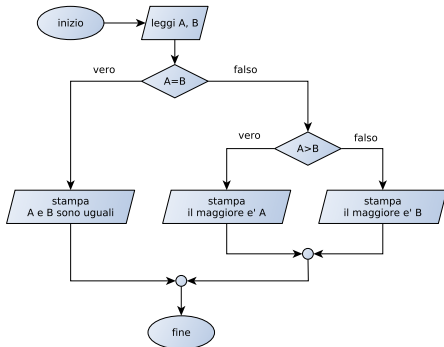 inizio
leggi A, B
vero
falso
A=B
vero
falso
A>B
stampa
A e B sono uguali
stampa
il maggiore e' A
stampa
il maggiore e' B
fine